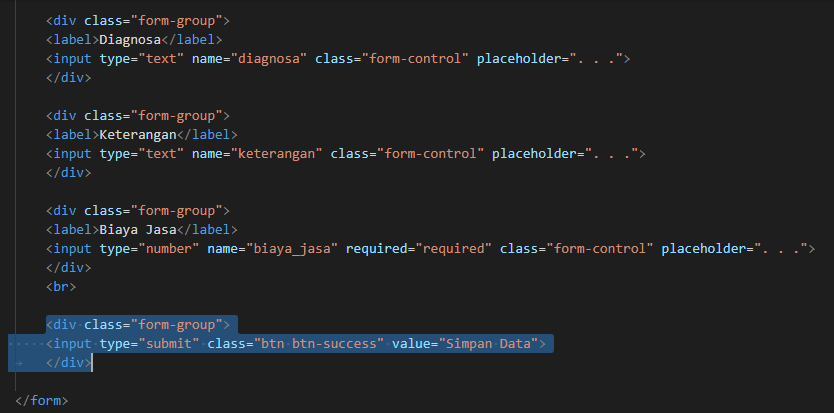 <div class="form-group">
<label>Diagnosa</label>
<input type="text" name="diagnosa" class="form-control" placeholder=". . .">
</div>
<div class="form-group">
<label>Keterangan</label>
<input type="text" name="keterangan" class="form-control" placeholder=". . .">
</div>
<div class="form-group">
<label>Biaya Jasa</label>
<input type="number" name="biaya_jasa" required="required" class="form-control" placeholder=". . .">
</div>
<br>
<div class="form-group">
<input type="submit" class="btn btn-success" value="Simpan Data">
</div>
</form>